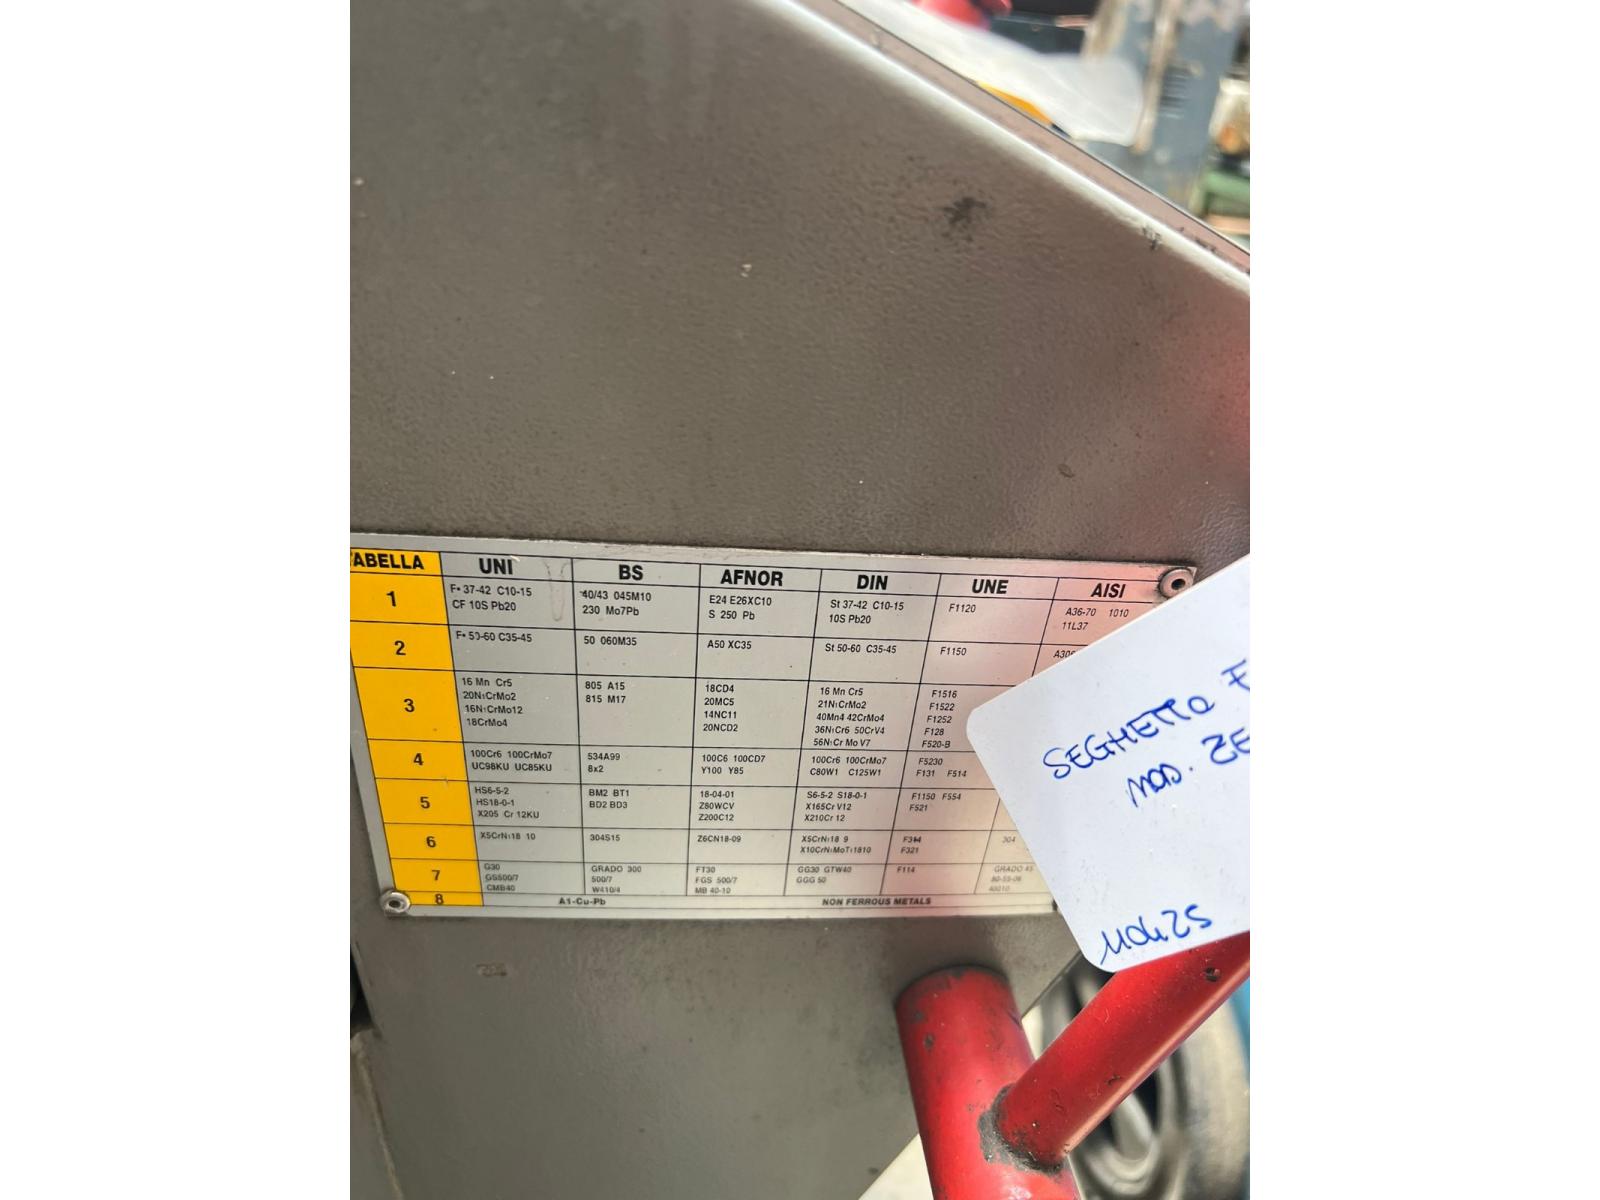 TABELLA UNI BS AFNOR DIN UNE AISI
1 F• 37-42 C10-15 40/43 045M10 E24 E26XC10 St 37-42 C10-15 F1120 A36-70 1010
CF 10S Pb20 230 Mo7Pb S 250 Pb 10S Pb20 11L37
2 F• 50-60 C35-45 50 060M35 A50 XC35 St 50-60 C35-45 F1150
3 16 Mn Cr5 805 A15 18CD4 16 Mn Cr5 F1516
20NiCrMo2 815 M17 20MC5 21NiCrMo2 F1522
16NiCrMo12 14NC11 40Mn4 42CrMo4 F1252
18CrMo4 20NCD2 36NiCr6 50CrV4 F128
56NiCr Mo V7 F520-B
4 100Cr6 100CrMo7 534A99 100C6 100CD7 100Cr6 100CrMo7 F5230
UC98KU UC85KU 8x2 Y100 Y85 C80W1 C125W1 F131 F514
5 HS6-5-2 BM2 BT1 18-04-01 S6-5-2 S18-0-1 F1150 F554
HS18-0-1 BD2 BD3 Z80WCV X165Cr V12 F521
X205 Cr 12KU Z200C12 X210Cr 12
6 X5CrNi18 10 304S15 Z6CN18-09 X5CrNi18 9 F314 304
X10CrNiMoTi1810 F321
7 G30 GRADO 300 FT30 GG30 GTW40 F114 GRADO 45
GS500/7 500/7 FGS 500/7 GGG 50 80-55-06
CMB40 W410/4 MB 40-10 40010
8 A1-Cu-Pb NON FERROUS METALS
SEGHETTO
MOD.